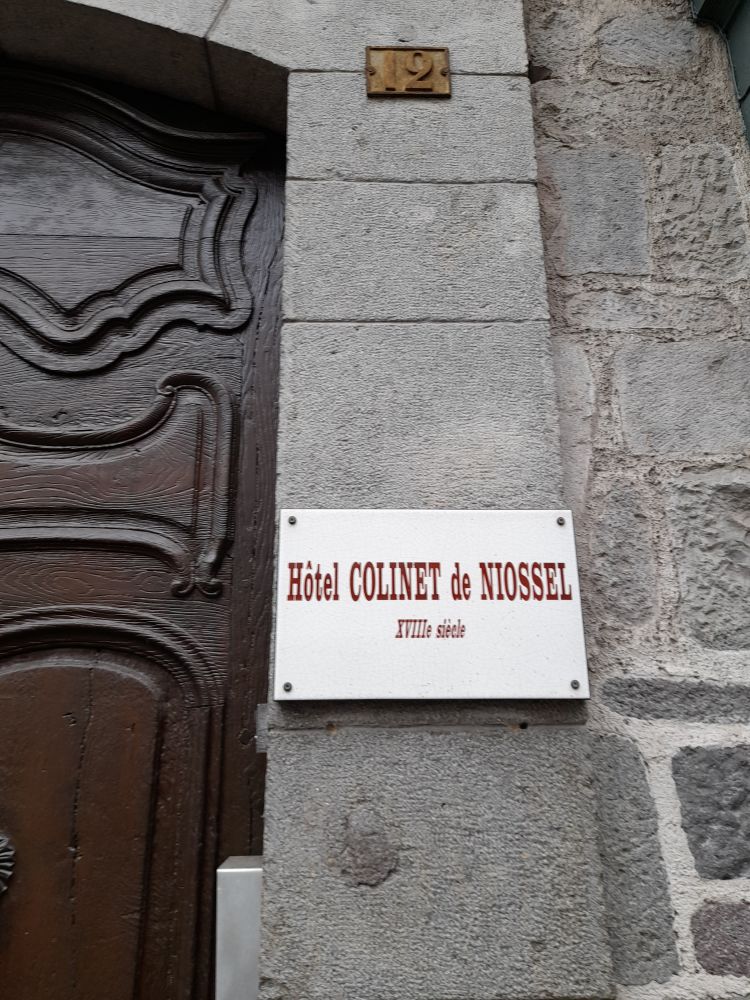 12
Hôtel COLINET de NIOSSEL
XVIIIe siècle